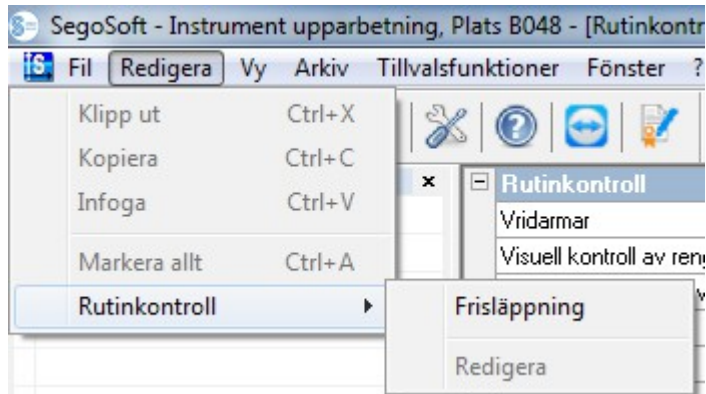 SegoSoft - Instrument upparbetning, Plats B048 - [Rutinkontr
Fil Redigera Vy Arkiv Tillvalsfunktioner Fönster ?
Klipp ut Ctrl+X
Kopiera Ctrl+C
Infoga Ctrl+V
Markera allt Ctrl+A
Rutinkontroll
Frisläppning
Redigera
Rutinkontroll
Vridarmar
Visuell kontroll av reng